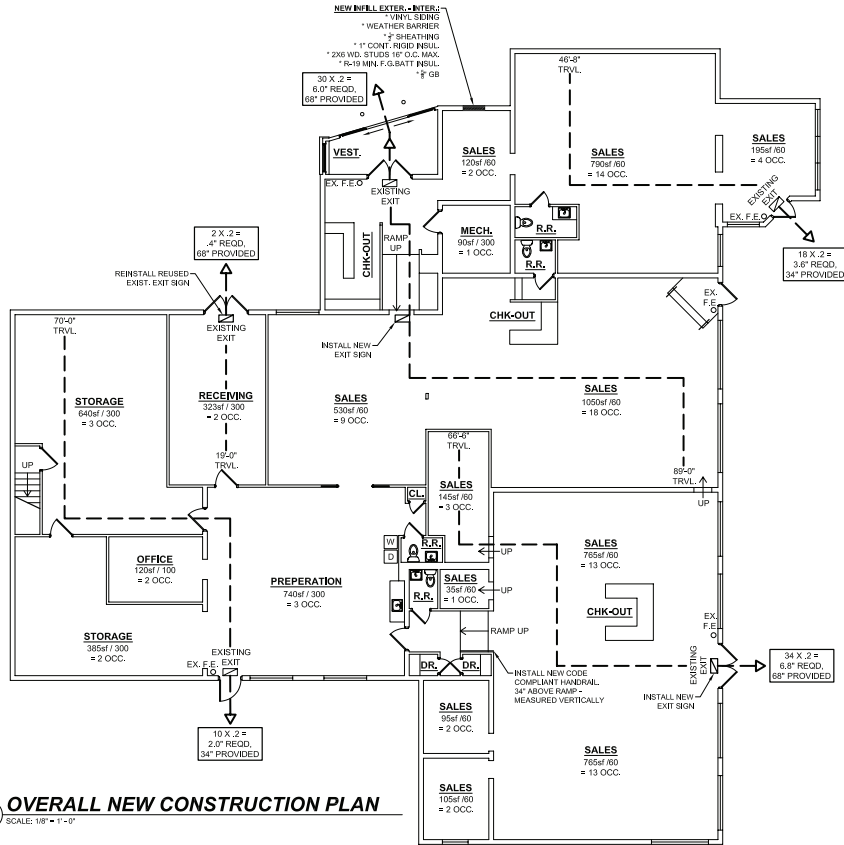 NEW INFILL EXTER. - INTER.:
* VINYL SIDING
* WEATHER BARRIER
* ½" SHEATHING
* 1" CONT. RIGID INSUL.
* 2X6 WD. STUDS 16" O.C. MAX.
* R-19 MIN. F.G.BATT INSUL.
* ⅝" GB
30 X .2 =
6.0" REQD,
68" PROVIDED
46'-8"
TRVL.
VEST.
SALES
120sf /60
= 2 OCC.
SALES
790sf /60
= 14 OCC.
SALES
195sf /60
= 4 OCC.
EX. F.E.
EXISTING
EXIT
EXISTING
EXIT
EX. F.E.
R.R.
R.R.
MECH.
90sf / 300
= 1 OCC.
CHK-OUT
RAMP
UP
18 X .2 =
3.6" REQD,
34" PROVIDED
2 X .2 =
.4" REQD,
68" PROVIDED
REINSTALL REUSED
EXIST. EXIT SIGN
EXISTING
EXIT
INSTALL NEW
EXIT SIGN
CHK-OUT
EX.
F.E.
70'-0"
TRVL.
STORAGE
640sf / 300
= 3 OCC.
RECEIVING
323sf / 300
= 2 OCC.
19'-0"
TRVL.
SALES
530sf /60
= 9 OCC.
SALES
1050sf /60
= 18 OCC.
89'-0"
TRVL.
UP
66'-6"
TRVL.
SALES
145sf /60
= 3 OCC.
UP
UP
CL.
W
D
R.R.
R.R.
SALES
35sf /60
= 1 OCC.
UP
RAMP UP
OFFICE
120sf / 100
= 2 OCC.
PREPERATION
740sf / 300
= 3 OCC.
STORAGE
385sf / 300
= 2 OCC.
EX. F.E.
EXISTING
EXIT
10 X .2 =
2.0" REQD,
34" PROVIDED
SALES
765sf /60
= 13 OCC.
CHK-OUT
EX.
F.E.
EXISTING
EXIT
34 X .2 =
6.8" REQD,
68" PROVIDED
INSTALL NEW
EXIT SIGN
DR.
DR.
INSTALL NEW CODE
COMPLIANT HANDRAIL.
34" ABOVE RAMP -
MEASURED VERTICALLY
SALES
95sf /60
= 2 OCC.
SALES
765sf /60
= 13 OCC.
SALES
105sf /60
= 2 OCC.
OVERALL NEW CONSTRUCTION PLAN
SCALE: 1/8" = 1'-0"